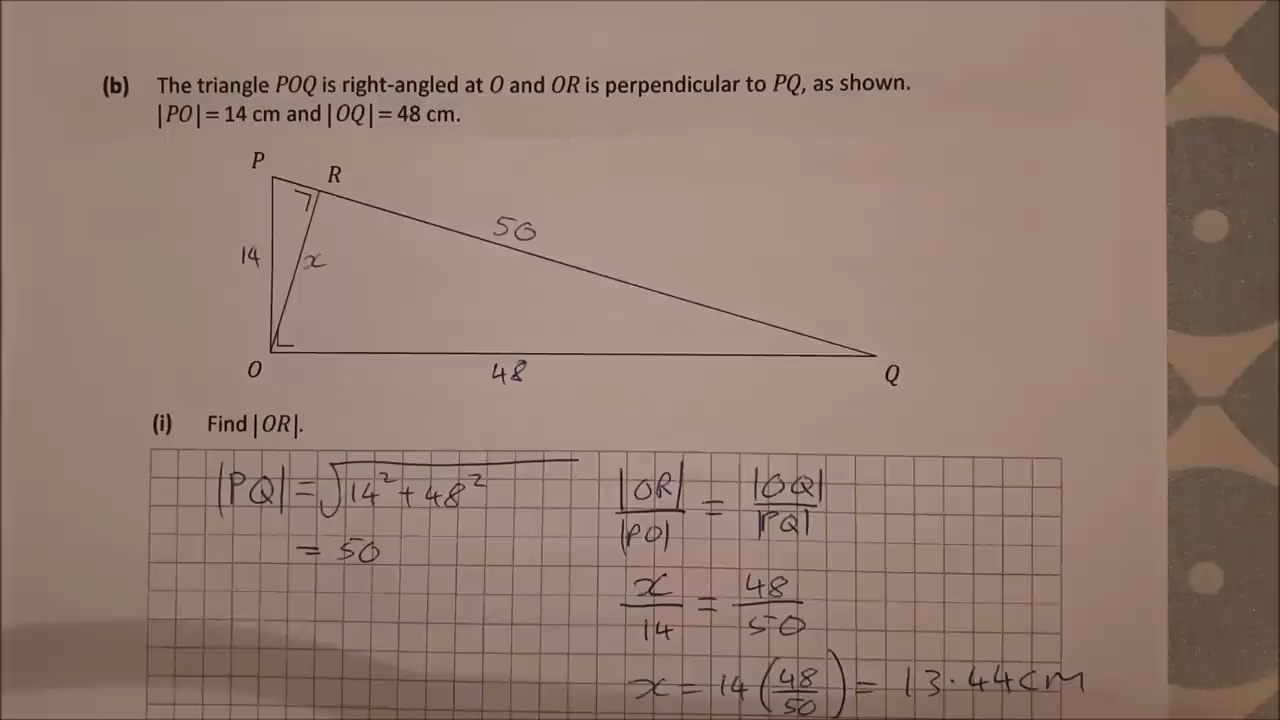 (b) The triangle POQ is right-angled at O and OR is perpendicular to PQ, as shown.
|PO| = 14 cm and |OQ| = 48 cm.
P
R
50
14
x
O
48
Q
(i) Find |OR|.
|PQ| = √14² + 48²
= 50
|OR|/|PO| = |OQ|/|PQ|
x/14 = 48/50
x = 14(48/50) = 13.44cm